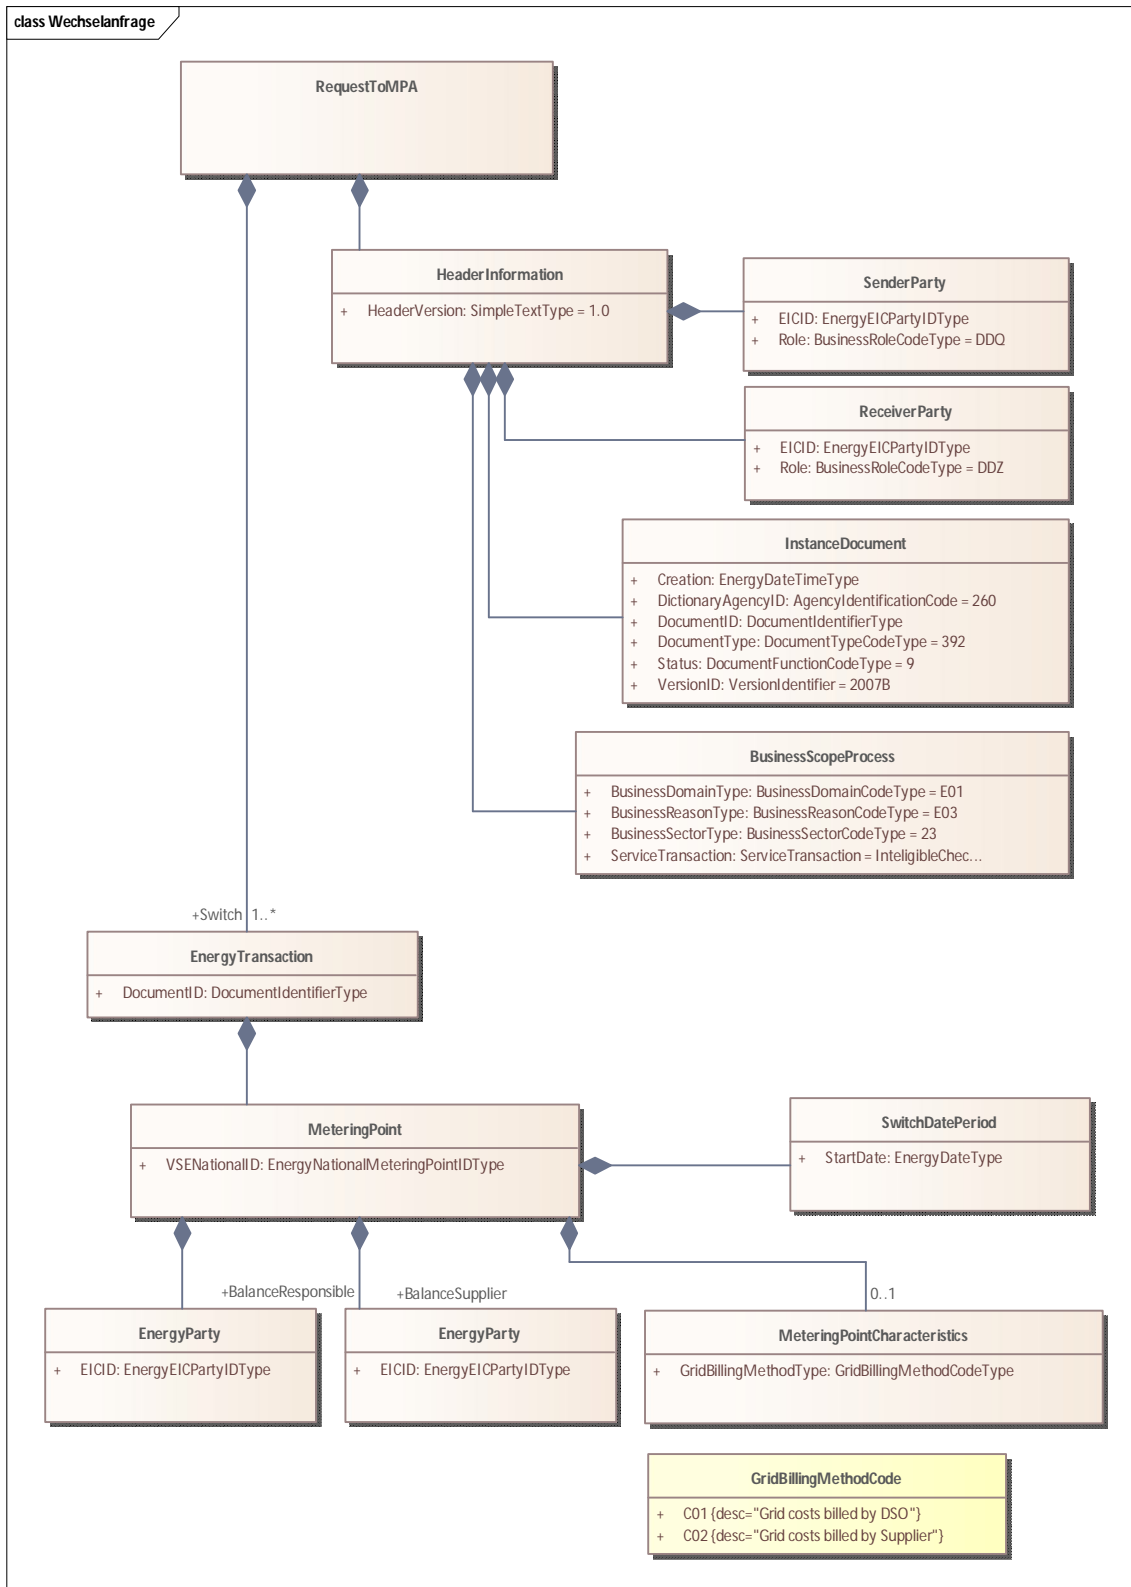 class Wechselanfrage
RequestToMPA
HeaderInformation
+ HeaderVersion: SimpleTextType = 1.0
SenderParty
+ EICID: EnergyEICPartyIDType
+ Role: BusinessRoleCodeType = DDQ
ReceiverParty
+ EICID: EnergyEICPartyIDType
+ Role: BusinessRoleCodeType = DDZ
InstanceDocument
+ Creation: EnergyDateTimeType
+ DictionaryAgencyID: AgencyIdentificationCode = 260
+ DocumentID: DocumentIdentifierType
+ DocumentType: DocumentTypeCodeType = 392
+ Status: DocumentFunctionCodeType = 9
+ VersionID: VersionIdentifier = 2007B
BusinessScopeProcess
+ BusinessDomainType: BusinessDomainCodeType = E01
+ BusinessReasonType: BusinessReasonCodeType = E03
+ BusinessSectorType: BusinessSectorCodeType = 23
+ ServiceTransaction: ServiceTransaction = InteligibleChec...
+Switch 1..*
EnergyTransaction
+ DocumentID: DocumentIdentifierType
MeteringPoint
+ VSENationalID: EnergyNationalMeteringPointIDType
SwitchDatePeriod
+ StartDate: EnergyDateType
+BalanceResponsible
+BalanceSupplier
0..1
EnergyParty
+ EICID: EnergyEICPartyIDType
EnergyParty
+ EICID: EnergyEICPartyIDType
MeteringPointCharacteristics
+ GridBillingMethodType: GridBillingMethodCodeType
GridBillingMethodCode
+ C01 {desc="Grid costs billed by DSO"}
+ C02 {desc="Grid costs billed by Supplier"}